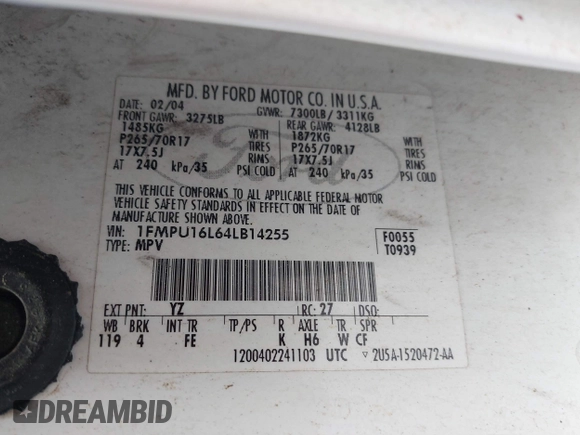 MFD. BY FORD MOTOR CO. IN U.S.A.
DATE: 02/04 GVWR: 7300LB / 3311KG
FRONT GAWR: 3275LB REAR GAWR: 4128LB
1485KG WITH 1872KG WITH
P265/70R17 TIRES P265/70R17 TIRES
17X7.5J RIMS 17X7.5J RIMS
AT 240 kPa/35 PSI COLD AT 240 kPa/35 PSI COLD
THIS VEHICLE CONFORMS TO ALL APPLICABLE FEDERAL MOTOR
VEHICLE SAFETY STANDARDS IN EFFECT ON THE DATE OF
MANUFACTURE SHOWN ABOVE.
VIN: 1FMPU16L64LB14255 F0055
TYPE: MPV T0939
EXT PNT: YZ RC: 27 DSO:
WB BRK INT TR TP/PS R AXLE TR SPR
119 4 FE K H6 W CF
1200402241103 UTC ▽ 2U5A-1520472-AA
Ford
DREAMBID